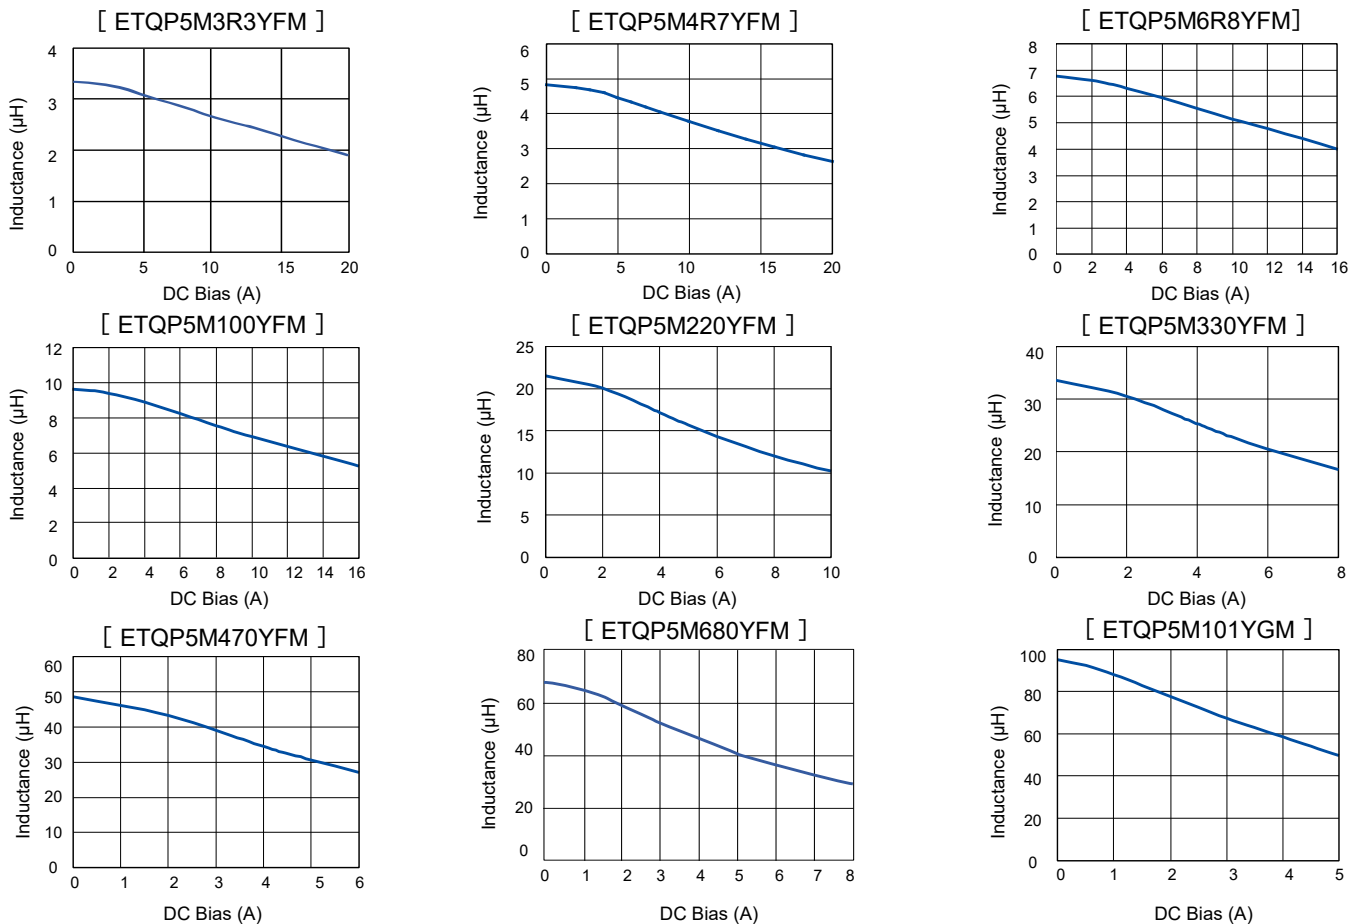 [ ETQP5M3R3YFM ]
Inductance (µH)
4
3
2
1
0
0 5 10 15 20
DC Bias (A)
[ ETQP5M4R7YFM ]
Inductance (µH)
6
5
4
3
2
1
0
0 5 10 15 20
DC Bias (A)
[ ETQP5M6R8YFM]
Inductance (µH)
8
7
6
5
4
3
2
1
0
0 2 4 6 8 10 12 14 16
DC Bias (A)
[ ETQP5M100YFM ]
Inductance (µH)
12
10
8
6
4
2
0
0 2 4 6 8 10 12 14 16
DC Bias (A)
[ ETQP5M220YFM ]
Inductance (µH)
25
20
15
10
5
0
0 2 4 6 8 10
DC Bias (A)
[ ETQP5M330YFM ]
Inductance (µH)
40
30
20
10
0
0 2 4 6 8
DC Bias (A)
[ ETQP5M470YFM ]
Inductance (µH)
60
50
40
30
20
10
0
0 1 2 3 4 5 6
DC Bias (A)
[ ETQP5M680YFM ]
Inductance (µH)
80
60
40
20
0
0 1 2 3 4 5 6 7 8
DC Bias (A)
[ ETQP5M101YGM ]
Inductance (µH)
100
80
60
40
20
0
0 1 2 3 4 5
DC Bias (A)